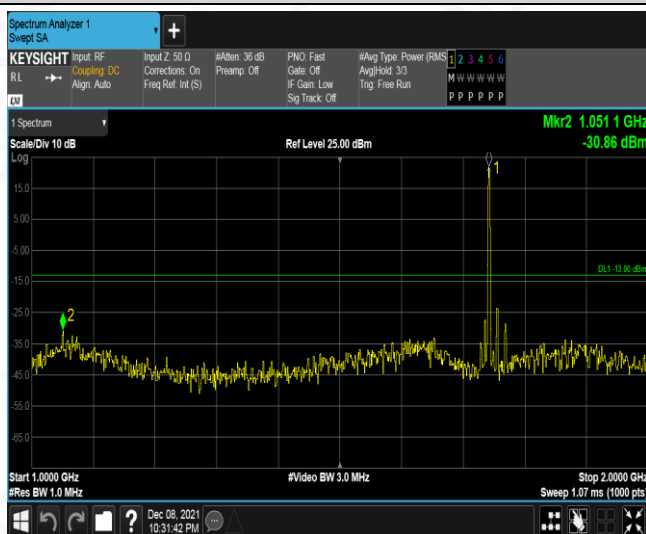 Spectrum Analyzer 1
Swept SA
+
KEYSIGHT
RL
LXI
Input: RF
Coupling: DC
Align: Auto
Input Z: 50 Ω
Corrections: On
Freq Ref: Int (S)
#Atten: 36 dB
Preamp: Off
PNO: Fast
Gate: Off
IF Gain: Low
Sig Track: Off
#Avg Type: Power (RMS
Avg|Hold: 3/3
Trig: Free Run
1 2 3 4 5 6
M W W W W W
P P P P P P
1 Spectrum
Mkr2 1.051 1 GHz
Scale/Div 10 dB
Ref Level 25.00 dBm
-30.86 dBm
Log
1
15.0
5.00
-5.00
DL1 -13.00 dBm
-15.0
2
-25.0
-35.0
-45.0
-55.0
-65.0
Start 1.0000 GHz
#Video BW 3.0 MHz
Stop 2.0000 GHz
#Res BW 1.0 MHz
Sweep 1.07 ms (1000 pts)
?
Dec 08, 2021
10:31:42 PM